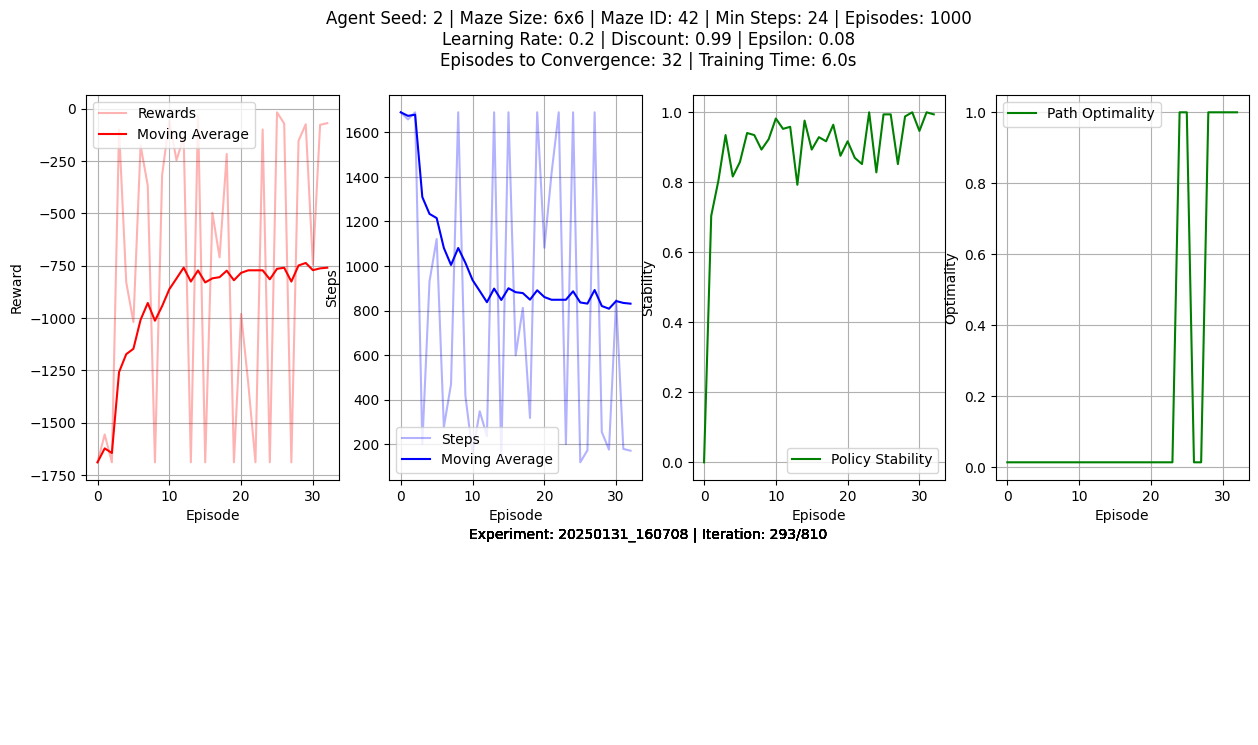 Agent Seed: 2 | Maze Size: 6x6 | Maze ID: 42 | Min Steps: 24 | Episodes: 1000
Learning Rate: 0.2 | Discount: 0.99 | Epsilon: 0.08
Episodes to Convergence: 32 | Training Time: 6.0s
Rewards
Moving Average
0
−250
−500
−750
−1000
−1250
−1500
−1750
Reward
0
10
20
30
Episode
1600
1400
1200
1000
800
600
400
200
Steps
Steps
Moving Average
0
10
20
30
Episode
1.0
0.8
0.6
0.4
0.2
0.0
Stability
Policy Stability
0
10
20
30
Episode
Path Optimality
1.0
0.8
0.6
0.4
0.2
0.0
Optimality
0
10
20
30
Episode
Experiment: 20250131_160708 | Iteration: 293/810